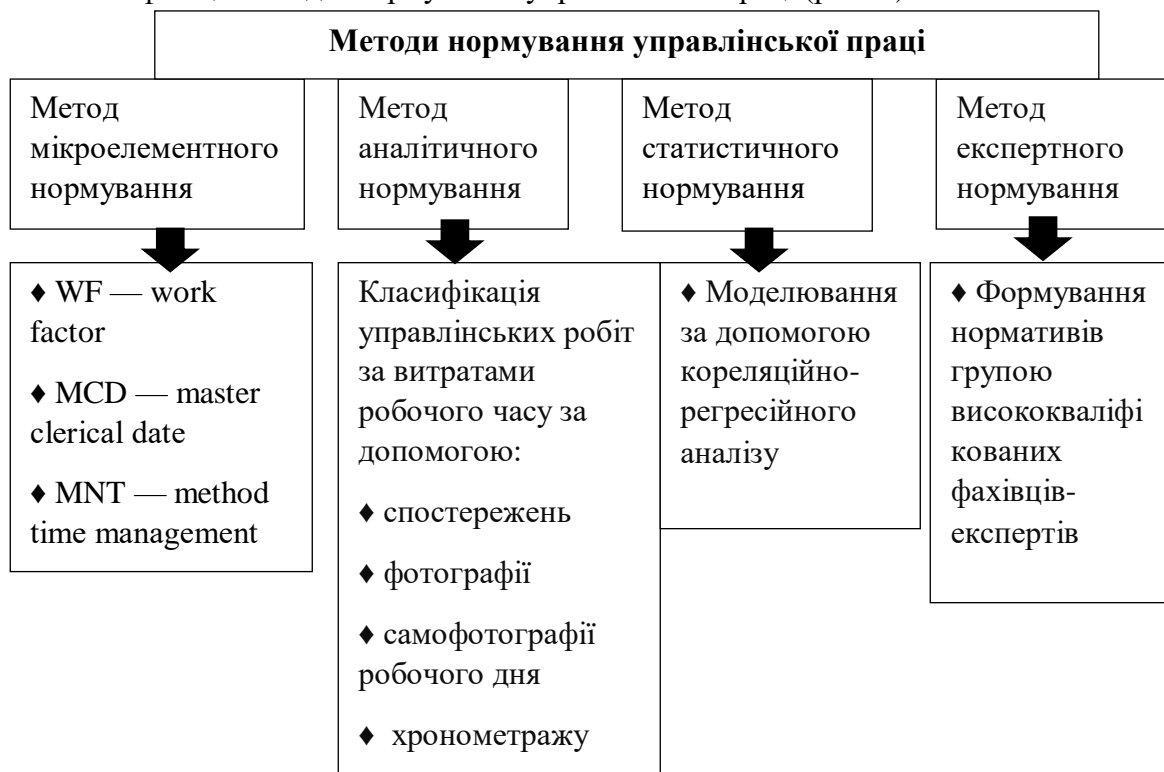 Методи нормування управлінської праці
Метод
мікроелементного
нормування
Метод
аналітичного
нормування
Метод
статистичного
нормування
Метод
експертного
нормування
♦ WF — work
factor
♦ MCD — master
clerical date
♦ MNT — method
time management
Класифікація
управлінських робіт
за витратами
робочого часу за
допомогою:
♦ спостережень
♦ фотографії
♦ самофотографії
робочого дня
♦ хронометражу
♦ Моделювання
за допомогою
кореляційно-
регресійного
аналізу
♦ Формування
нормативів
групою
висококваліфі
кованих
фахівців-
експертів